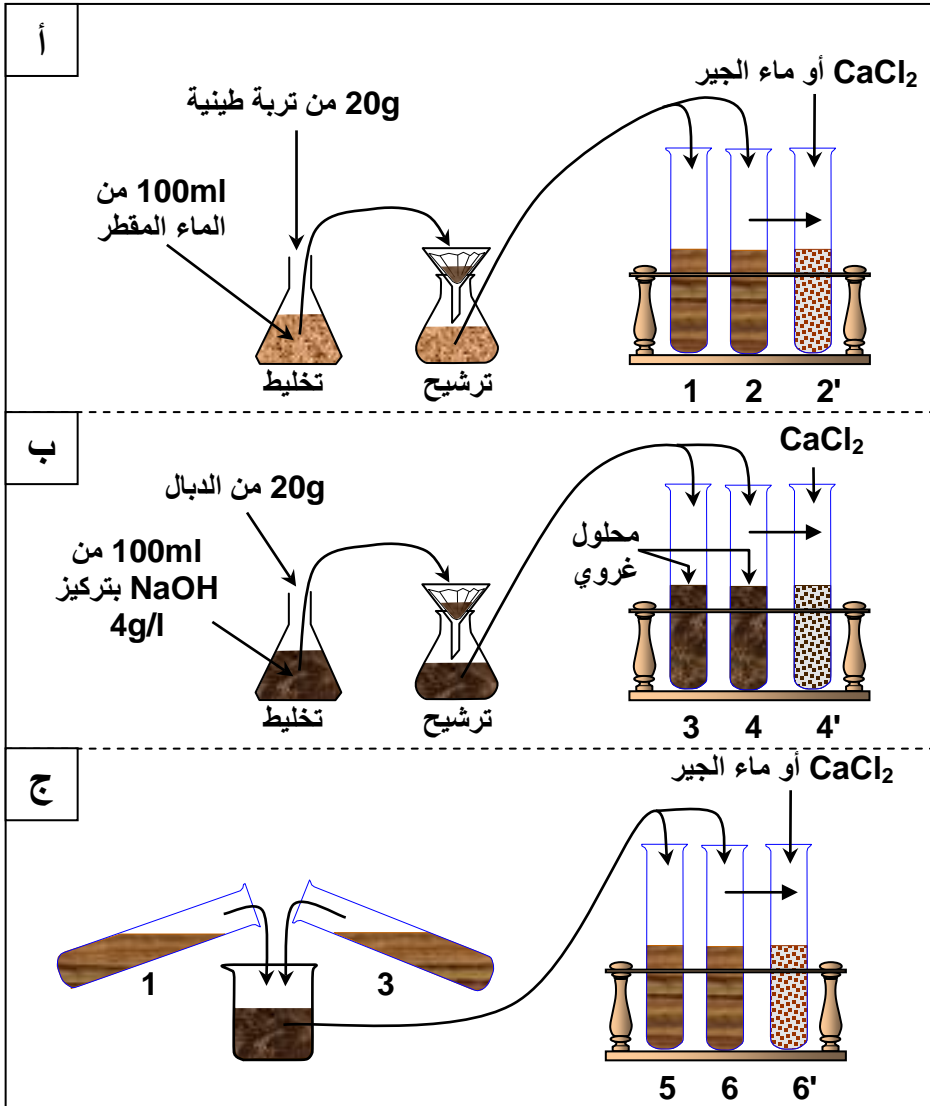 أ
20g من تربة طينية
100ml من
الماء المقطر
تخليط
ترشيح
CaCl₂ أو ماء الجير
1
2
2'
ب
20g من الدبال
100ml من
NaOH بتركيز
4g/l
تخليط
ترشيح
محلول
غروي
CaCl₂
3
4
4'
ج
1
3
CaCl₂ أو ماء الجير
5
6
6'